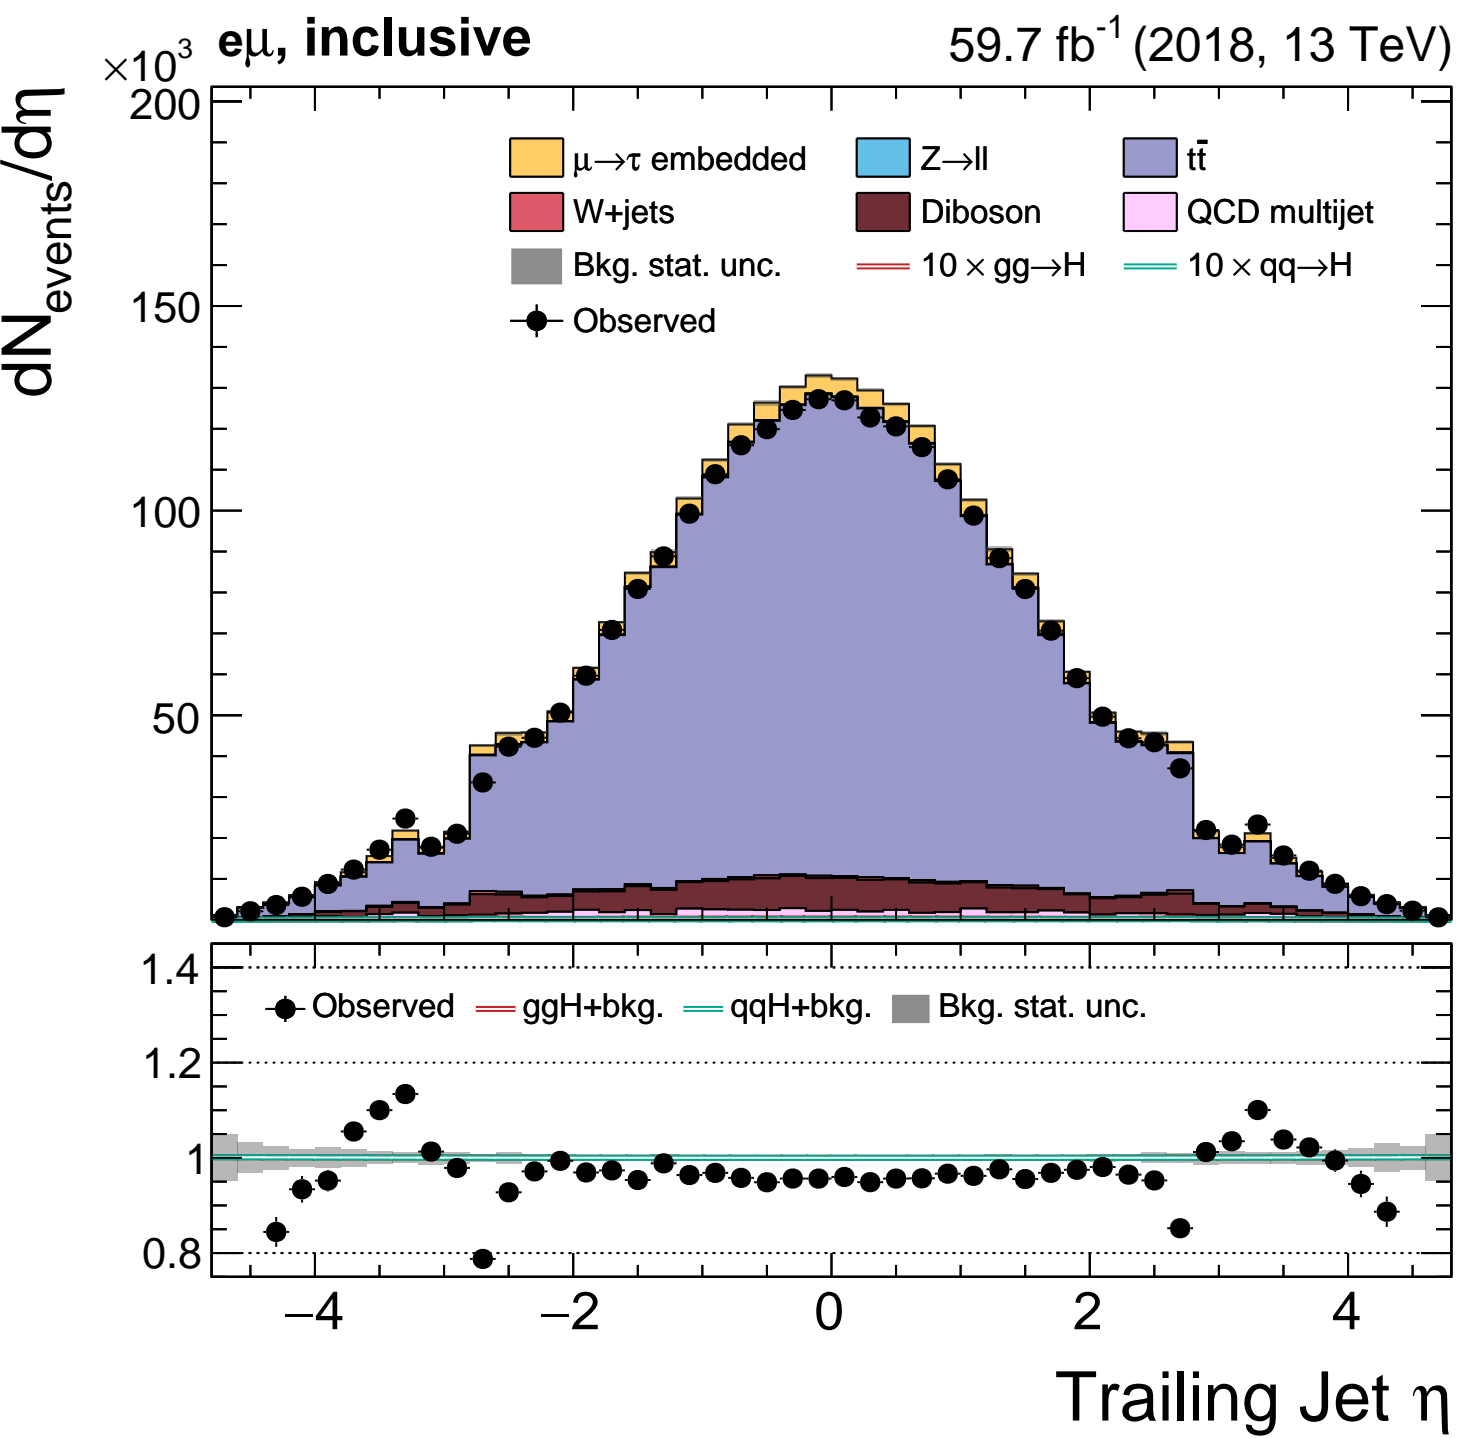 ×10³ eμ, inclusive 59.7 fb⁻¹ (2018, 13 TeV)
dN_events/dη
200
150
100
50
μ→τ embedded Z→ll tt̄
W+jets Diboson QCD multijet
Bkg. stat. unc. 10 × gg→H 10 × qq→H
Observed
1.4
1.2
1
0.8
Observed ggH+bkg. qqH+bkg. Bkg. stat. unc.
−4 −2 0 2 4
Trailing Jet η